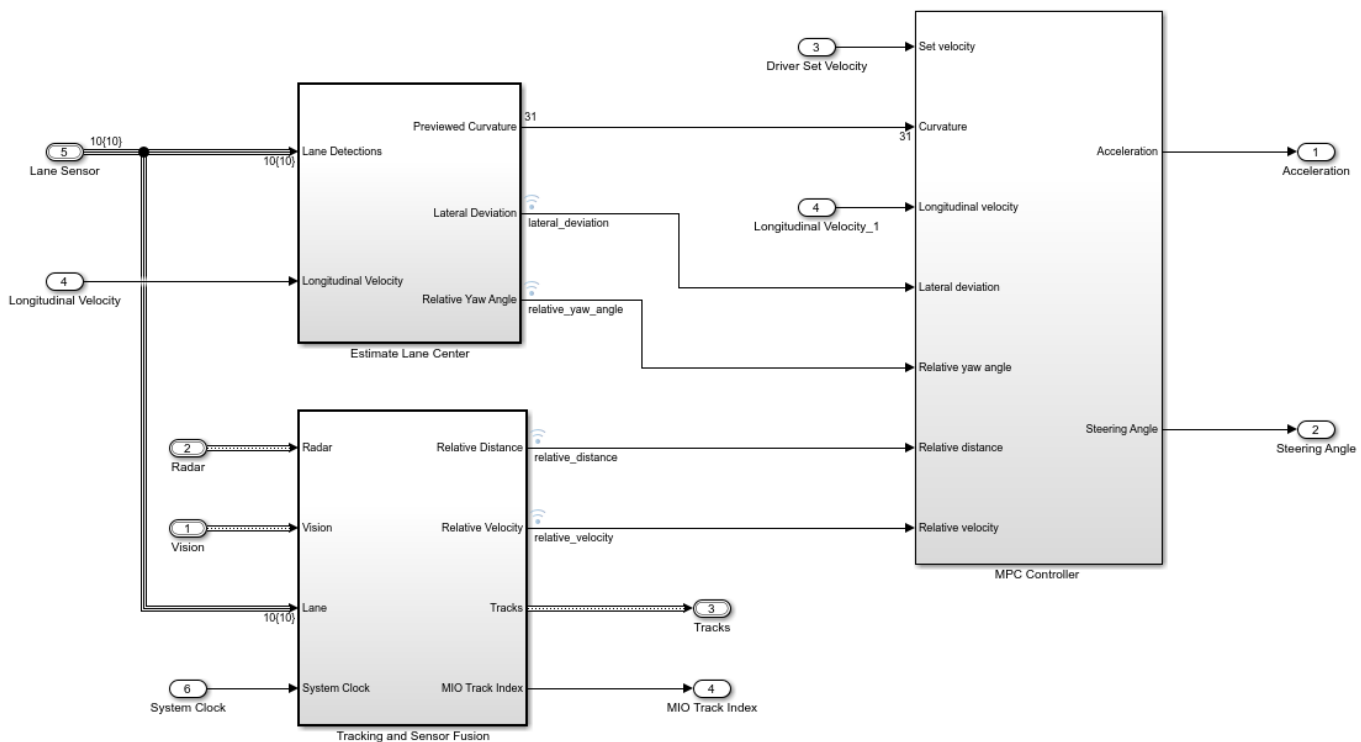 3
Driver Set Velocity
Set velocity
10{10}
5
Lane Sensor
10{10}
Lane Detections
Previewed Curvature
31
31
Curvature
Acceleration
1
Acceleration
Lateral Deviation
lateral_deviation
4
Longitudinal Velocity_1
Longitudinal velocity
4
Longitudinal Velocity
Longitudinal Velocity
Relative Yaw Angle
relative_yaw_angle
Lateral deviation
Estimate Lane Center
Relative yaw angle
2
Radar
Radar
Relative Distance
relative_distance
Relative distance
Steering Angle
2
Steering Angle
1
Vision
Vision
Relative Velocity
relative_velocity
Relative velocity
MPC Controller
10{10}
Lane
Tracks
3
Tracks
6
System Clock
System Clock
MIO Track Index
4
MIO Track Index
Tracking and Sensor Fusion